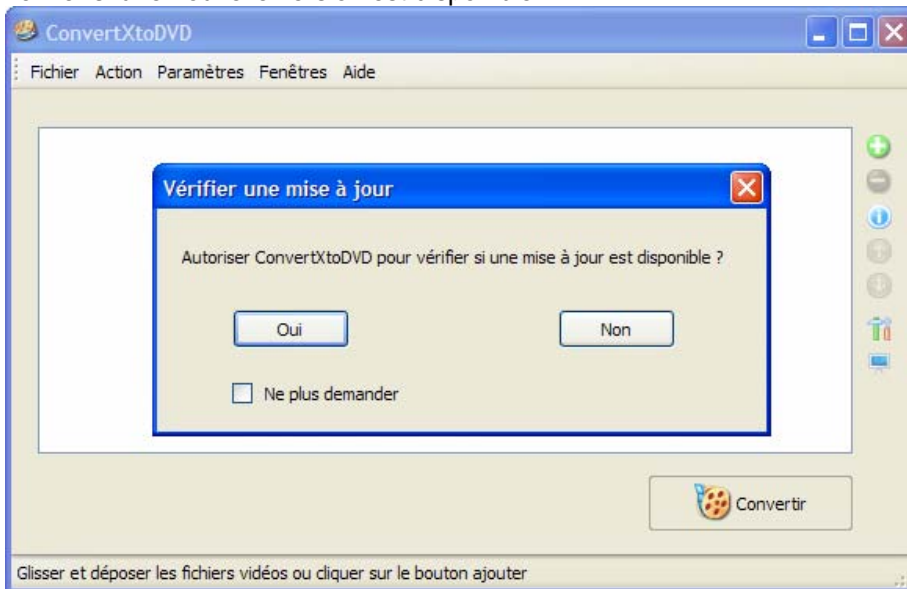 ConvertXtoDVD
Fichier Action Paramètres Fenêtres Aide
Vérifier une mise à jour
Autoriser ConvertXtoDVD pour vérifier si une mise à jour est disponible ?
Oui Non
Ne plus demander
Convertir
Glisser et déposer les fichiers vidéos ou cliquer sur le bouton ajouter